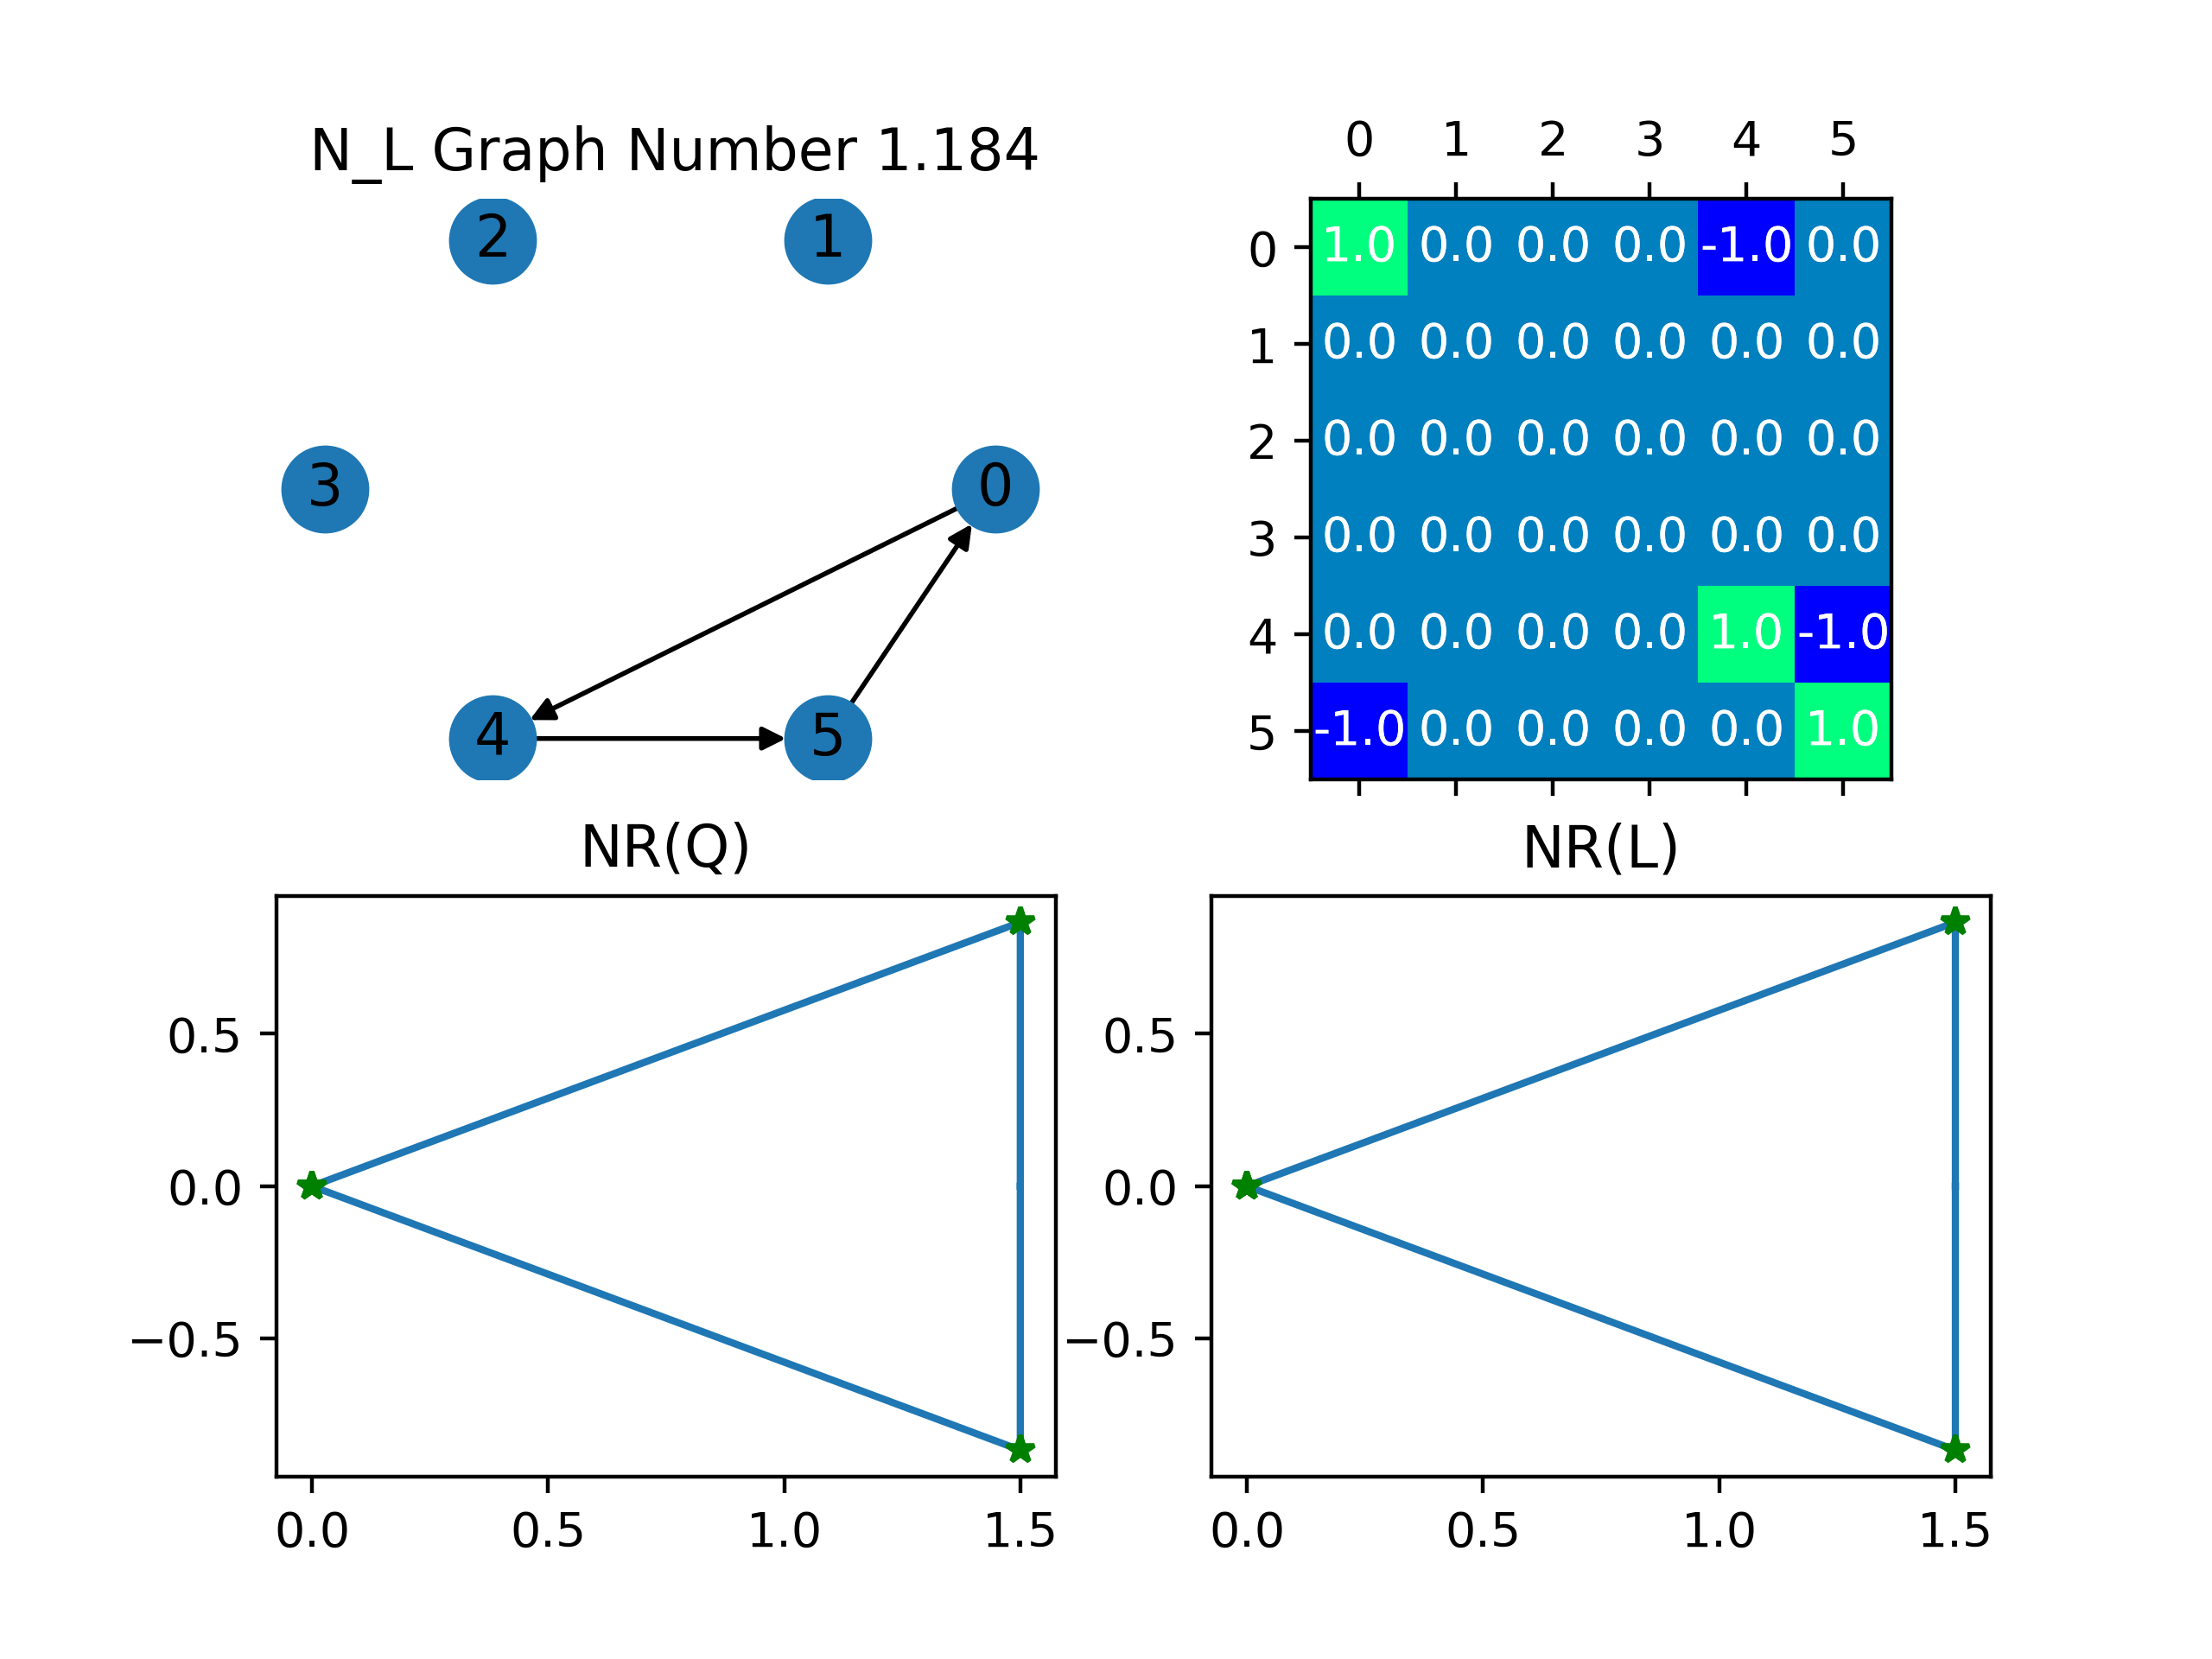 N_L Graph Number 1.184
2 1
3 0
4 5
0 1 2 3 4 5
0 1.0 0.0 0.0 0.0 -1.0 0.0
1 0.0 0.0 0.0 0.0 0.0 0.0
2 0.0 0.0 0.0 0.0 0.0 0.0
3 0.0 0.0 0.0 0.0 0.0 0.0
4 0.0 0.0 0.0 0.0 1.0 -1.0
5 -1.0 0.0 0.0 0.0 0.0 1.0
NR(Q)
0.5
0.0
−0.5
0.0 0.5 1.0 1.5
NR(L)
0.5
0.0
−0.5
0.0 0.5 1.0 1.5